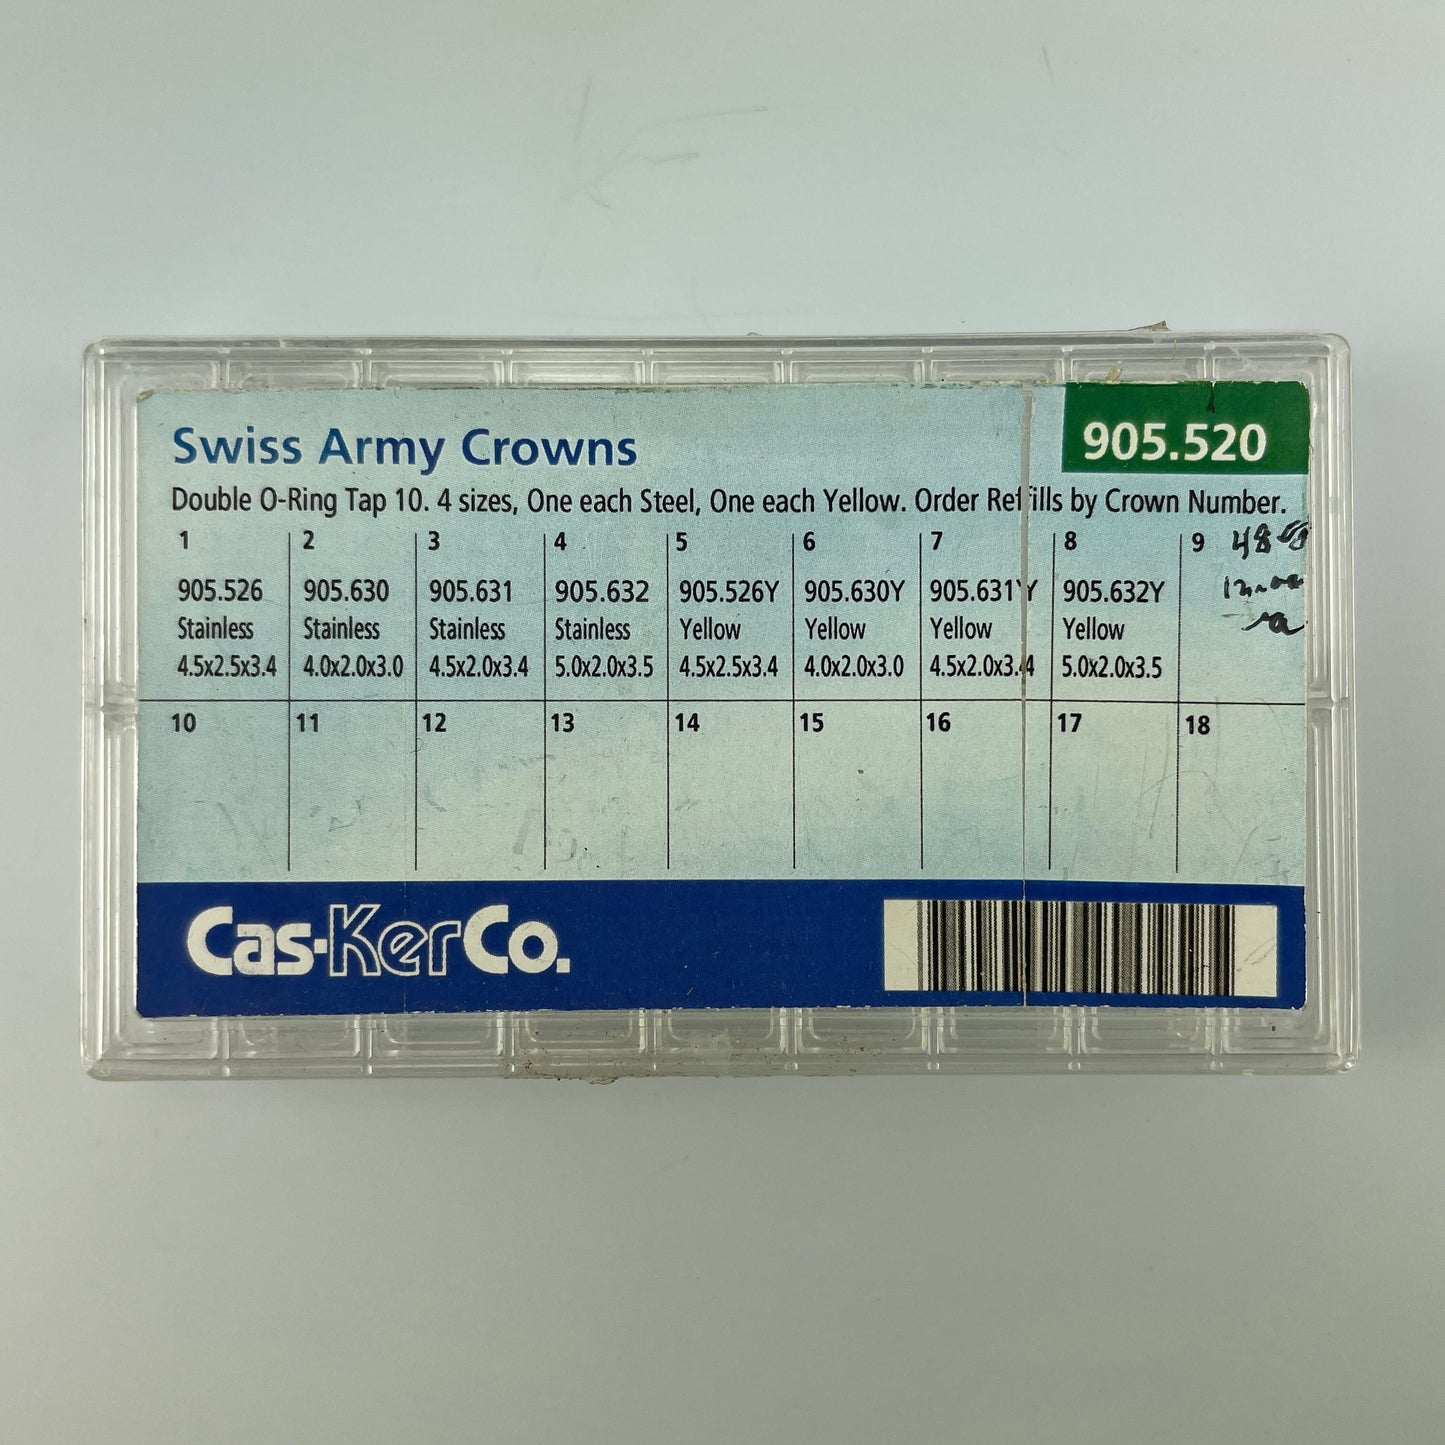 Swiss Army Crowns
905.520
Double O-Ring Tap 10. 4 sizes, One each Steel, One each Yellow. Order Refills by Crown Number.
1 2 3 4 5 6 7 8 9 48
905.526 905.630 905.631 905.632 905.526Y 905.630Y 905.631Y 905.632Y
Stainless Stainless Stainless Stainless Yellow Yellow Yellow Yellow
4.5x2.5x3.4 4.0x2.0x3.0 4.5x2.0x3.4 5.0x2.0x3.5 4.5x2.5x3.4 4.0x2.0x3.0 4.5x2.0x3.4 5.0x2.0x3.5
10 11 12 13 14 15 16 17 18
Cas-KerCo.